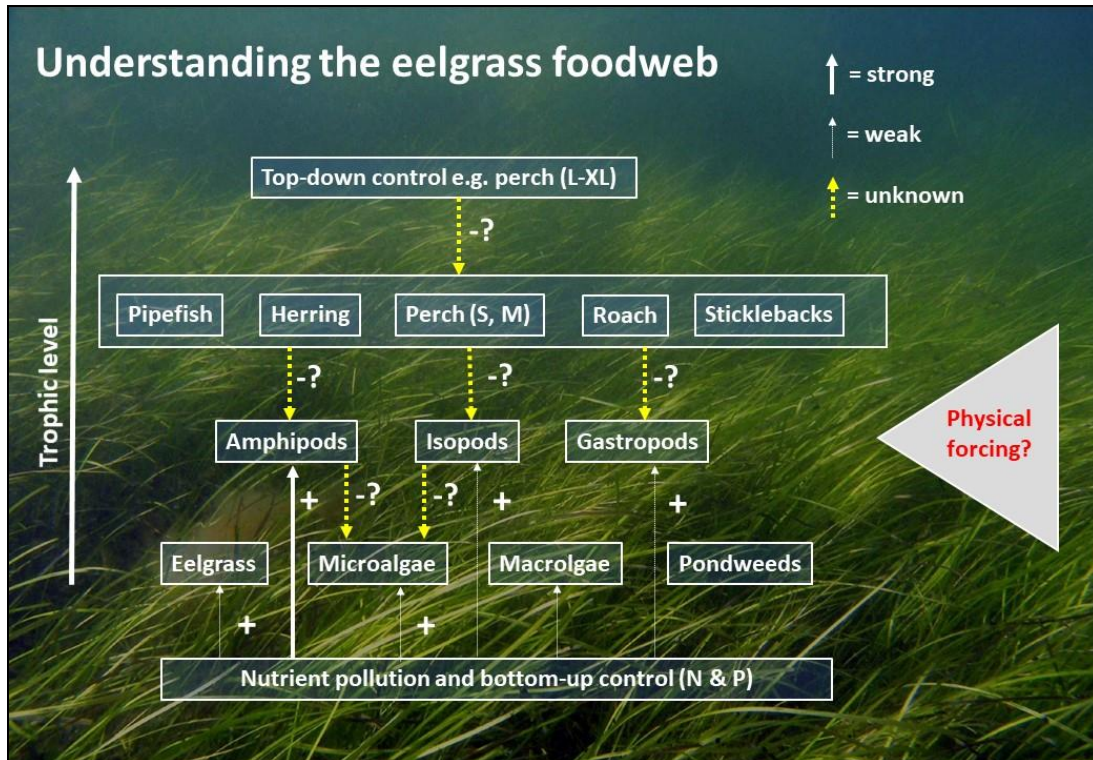 Understanding the eelgrass foodweb
= strong
= weak
= unknown
Top-down control e.g. perch (L-XL)
-?
Pipefish
Herring
Perch (S, M)
Roach
Sticklebacks
-?
-?
-?
Trophic level
Physical
forcing?
Amphipods
Isopods
Gastropods
+
-?
-?
+
+
Eelgrass
Microalgae
Macrolgae
Pondweeds
+
+
Nutrient pollution and bottom-up control (N & P)